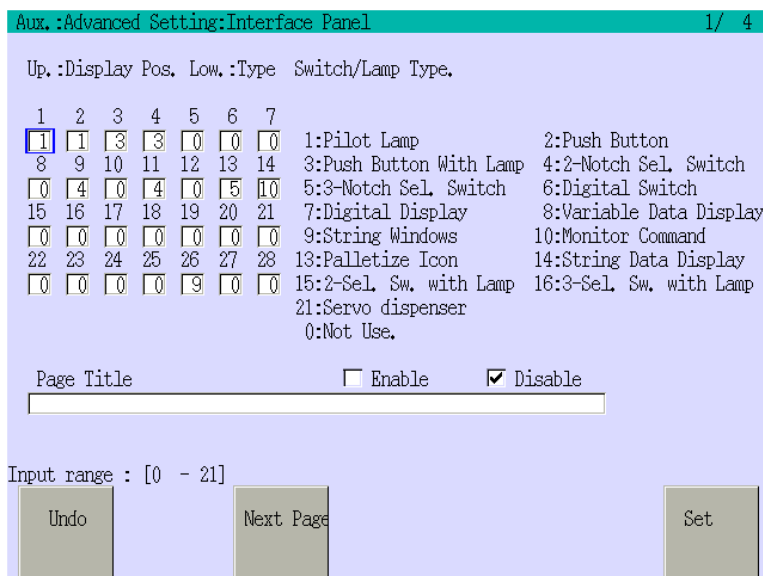 Aux.:Advanced Setting:Interface Panel 1/ 4
Up.:Display Pos. Low.:Type Switch/Lamp Type.
1 2 3 4 5 6 7
1 1 3 3 0 0 0 1:Pilot Lamp 2:Push Button
8 9 10 11 12 13 14 3:Push Button With Lamp 4:2-Notch Sel. Switch
0 4 0 4 0 5 10 5:3-Notch Sel. Switch 6:Digital Switch
15 16 17 18 19 20 21 7:Digital Display 8:Variable Data Display
0 0 0 0 0 0 0 9:String Windows 10:Monitor Command
22 23 24 25 26 27 28 13:Palletize Icon 14:String Data Display
0 0 0 0 9 0 0 15:2-Sel. Sw. with Lamp 16:3-Sel. Sw. with Lamp
21:Servo dispenser
0:Not Use.
Page Title Enable Disable
Input range : [0 - 21]
Undo Next Page Set